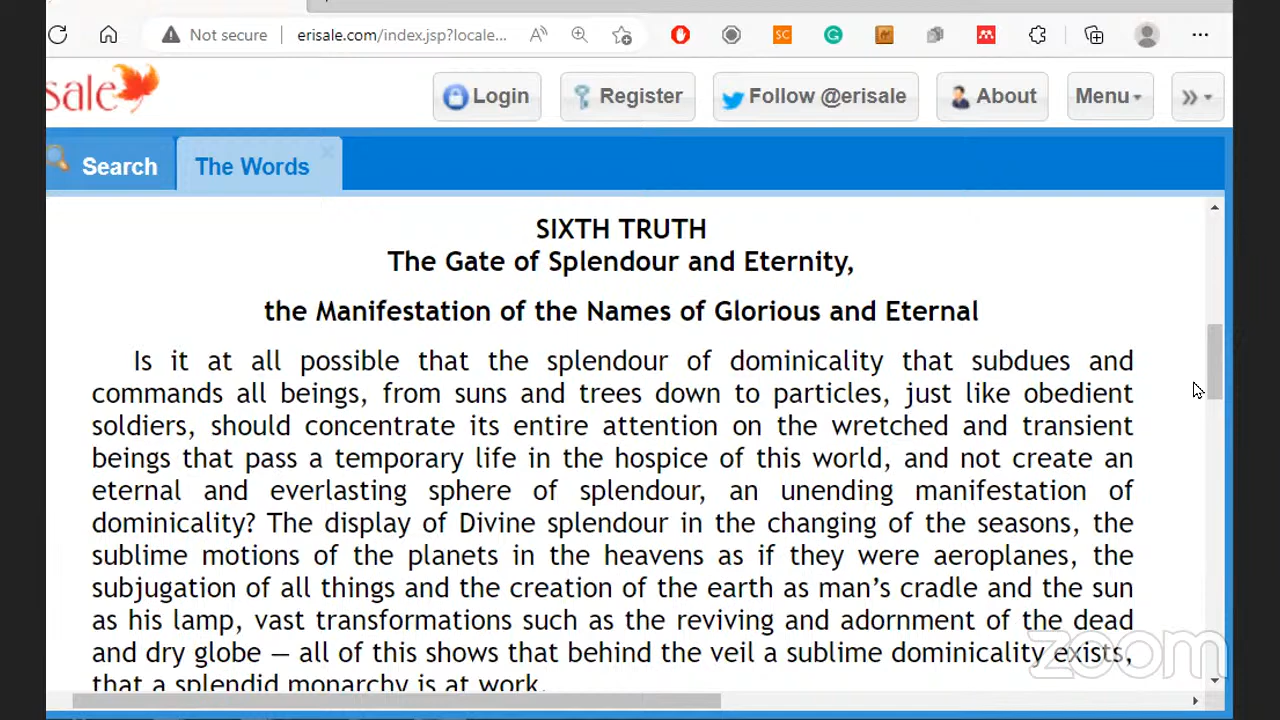 Not secure
erisale.com/index.jsp?locale...
sale
Login
Register
Follow @erisale
About
Menu
Search
The Words
SIXTH TRUTH
The Gate of Splendour and Eternity,
the Manifestation of the Names of Glorious and Eternal
Is it at all possible that the splendour of dominicality that subdues and
commands all beings, from suns and trees down to particles, just like obedient
soldiers, should concentrate its entire attention on the wretched and transient
beings that pass a temporary life in the hospice of this world, and not create an
eternal and everlasting sphere of splendour, an unending manifestation of
dominicality? The display of Divine splendour in the changing of the seasons, the
sublime motions of the planets in the heavens as if they were aeroplanes, the
subjugation of all things and the creation of the earth as man’s cradle and the sun
as his lamp, vast transformations such as the reviving and adornment of the dead
and dry globe — all of this shows that behind the veil a sublime dominicality exists,
that a splendid monarchy is at work.
zoom